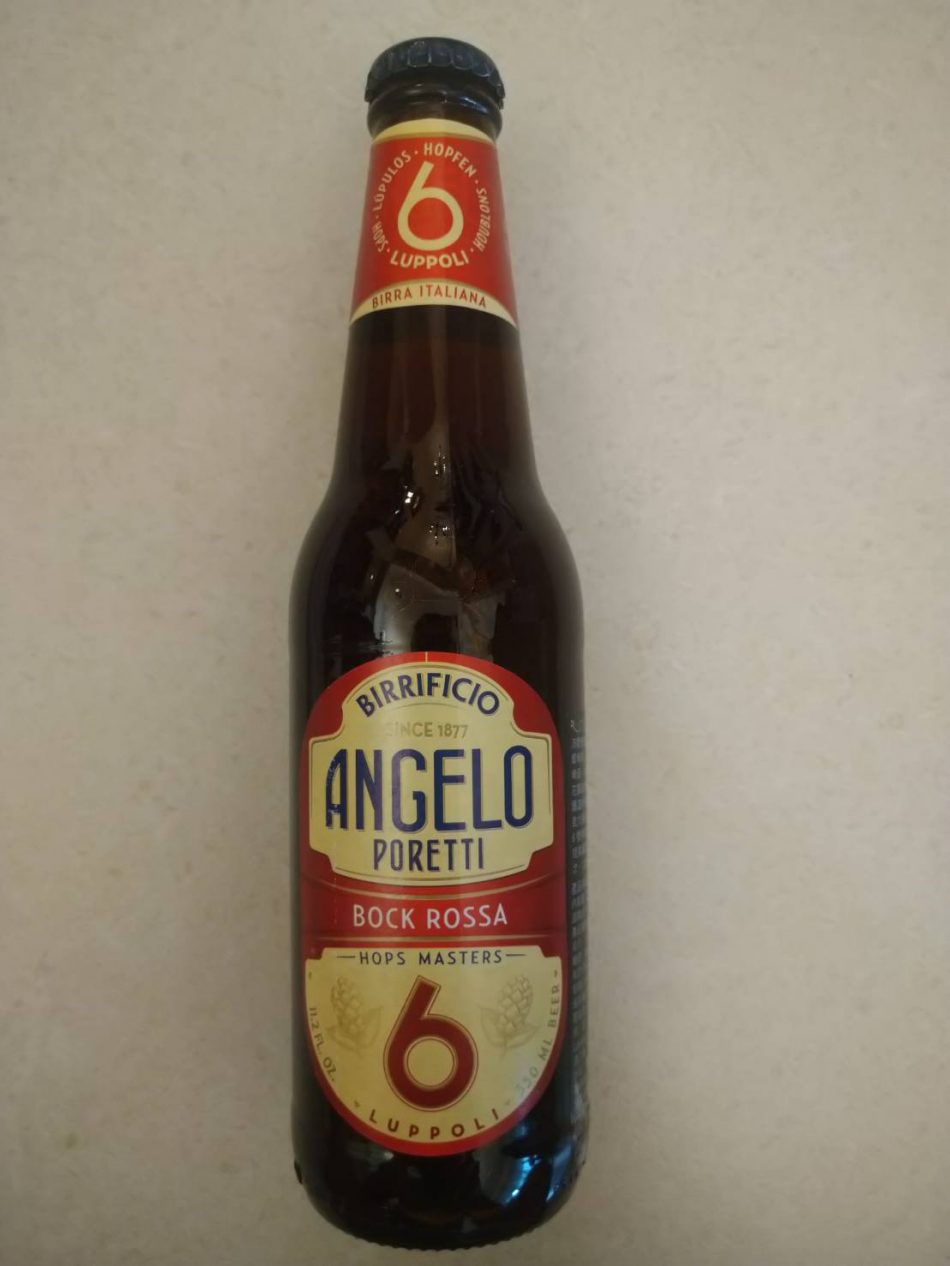 HOPS · LÚPULOS · HOPFEN · HOUBLONS ·
6
LUPPOLI
BIRRA ITALIANA
BIRRIFICIO
SINCE 1877
ANGELO
PORETTI
BOCK ROSSA
HOPS MASTERS
6
11.2 FL. OZ.
330 ML BEER
LUPPOLI